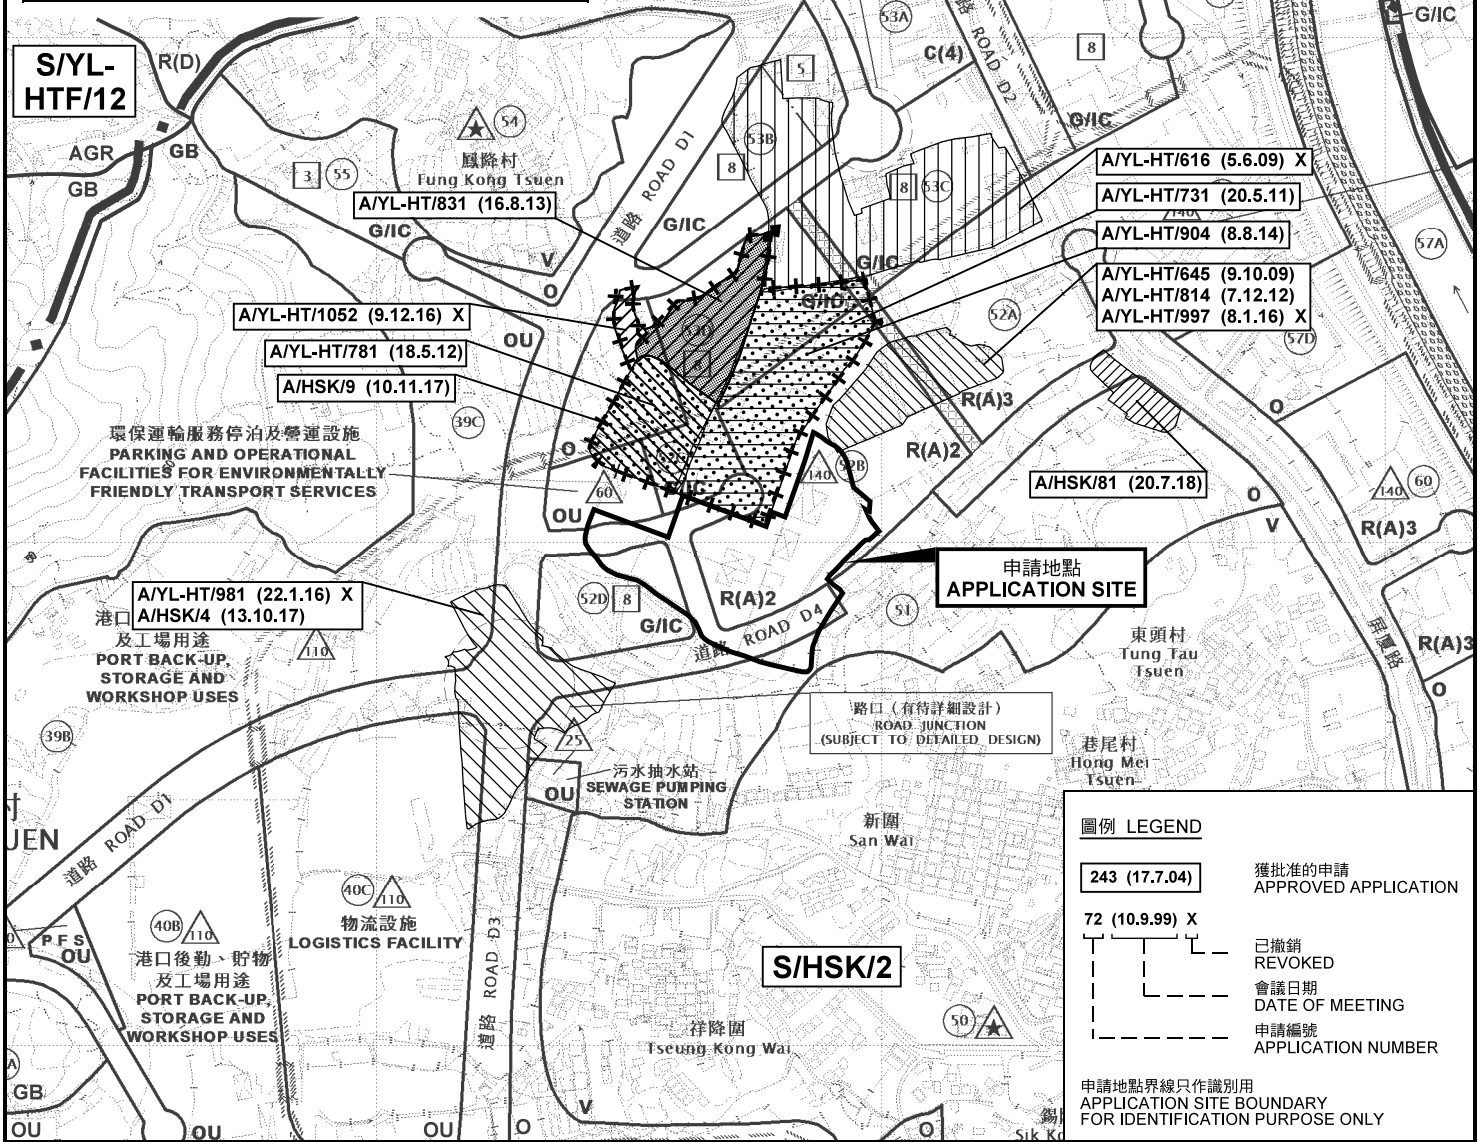 S/YL-
HTF/12
R(D)
AGR
GB
GB
54
鳳降村
Fung Kong Tsuen
3
55
A/YL-HT/831 (16.8.13)
G/IC
V
O
道路 ROAD D1
G/IC
5
53B
8
53A
C(4)
路 ROAD D2
8
G/IC
G/IC
8
53C
G/IC
G/IC
A/YL-HT/616 (5.6.09) X
A/YL-HT/731 (20.5.11)
140
A/YL-HT/904 (8.8.14)
A/YL-HT/645 (9.10.09)
A/YL-HT/814 (7.12.12)
A/YL-HT/997 (8.1.16) X
57A
57D
52A
A/YL-HT/1052 (9.12.16) X
A/YL-HT/781 (18.5.12)
A/HSK/9 (10.11.17)
OU
39C
環保運輸服務停泊及營運設施
PARKING AND OPERATIONAL
FACILITIES FOR ENVIRONMENTALLY
FRIENDLY TRANSPORT SERVICES
O
60
OU
G/IC
140
52B
R(A)3
R(A)2
O
A/HSK/81 (20.7.18)
O
V
140
60
R(A)3
申請地點
APPLICATION SITE
A/YL-HT/981 (22.1.16) X
A/HSK/4 (13.10.17)
港口
及工場用途
PORT BACK-UP,
STORAGE AND
WORKSHOP USES
110
52D
8
G/IC
R(A)2
道路 ROAD D4
51
東頭村
Tung Tau
Tsuen
屏廈路
R(A)3
O
39B
路口（有待詳細設計）
ROAD JUNCTION
(SUBJECT TO DETAILED DESIGN)
巷尾村
Hong Mei
Tsuen
25
污水抽水站
SEWAGE PUMPING
STATION
OU
新圍
San Wai
村
UEN
道路 ROAD D1
40C
110
物流設施
LOGISTICS FACILITY
道路 ROAD D3
40B
110
港口後勤、貯物
及工場用途
PORT BACK-UP,
STORAGE AND
WORKSHOP USES
P F S
OU
S/HSK/2
祥降圍
Tseung Kong Wai
50
GB
OU
OU
OU
O
V
O
Sik Ko
圖例 LEGEND
243 (17.7.04)
獲批准的申請
APPROVED APPLICATION
72 (10.9.99) X
已撤銷
REVOKED
會議日期
DATE OF MEETING
申請編號
APPLICATION NUMBER
申請地點界線只作識別用
APPLICATION SITE BOUNDARY
FOR IDENTIFICATION PURPOSE ONLY